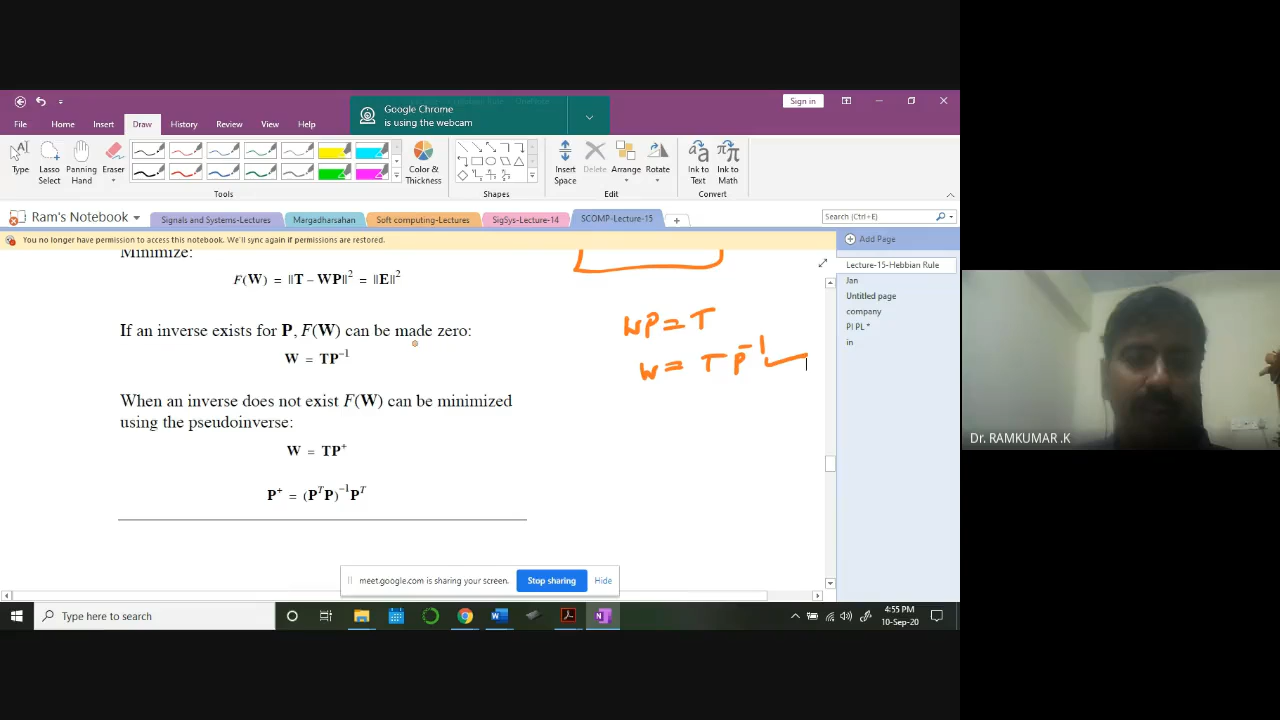 Google Chrome
is using the webcam
Sign in
File Home Insert Draw History Review View Help
Type
Lasso Select
Panning Hand
Eraser
Color & Thickness
Insert Space
Delete
Arrange
Rotate
Ink to Text
Ink to Math
Tools
Shapes
Edit
Convert
Ram's Notebook
Signals and Systems-Lectures
Margadharsahan
Soft computing-Lectures
SigSys-Lecture-14
SCOMP-Lecture-15
Search (Ctrl+E)
You no longer have permission to access this notebook. We'll sync again if permissions are restored.
Add Page
Lecture-15-Hebbian Rule
Jan
Untitled page
company
PI PL *
in
Minimize:
F(W) = ||T – WP||² = ||E||²
If an inverse exists for P, F(W) can be made zero:
W = TP⁻¹
When an inverse does not exist F(W) can be minimized
using the pseudoinverse:
W = TP⁺
P⁺ = (PᵀP)⁻¹Pᵀ
WP = T
W = T P⁻¹
Dr. RAMKUMAR .K
meet.google.com is sharing your screen.
Stop sharing
Hide
Type here to search
4:55 PM
10-Sep-20